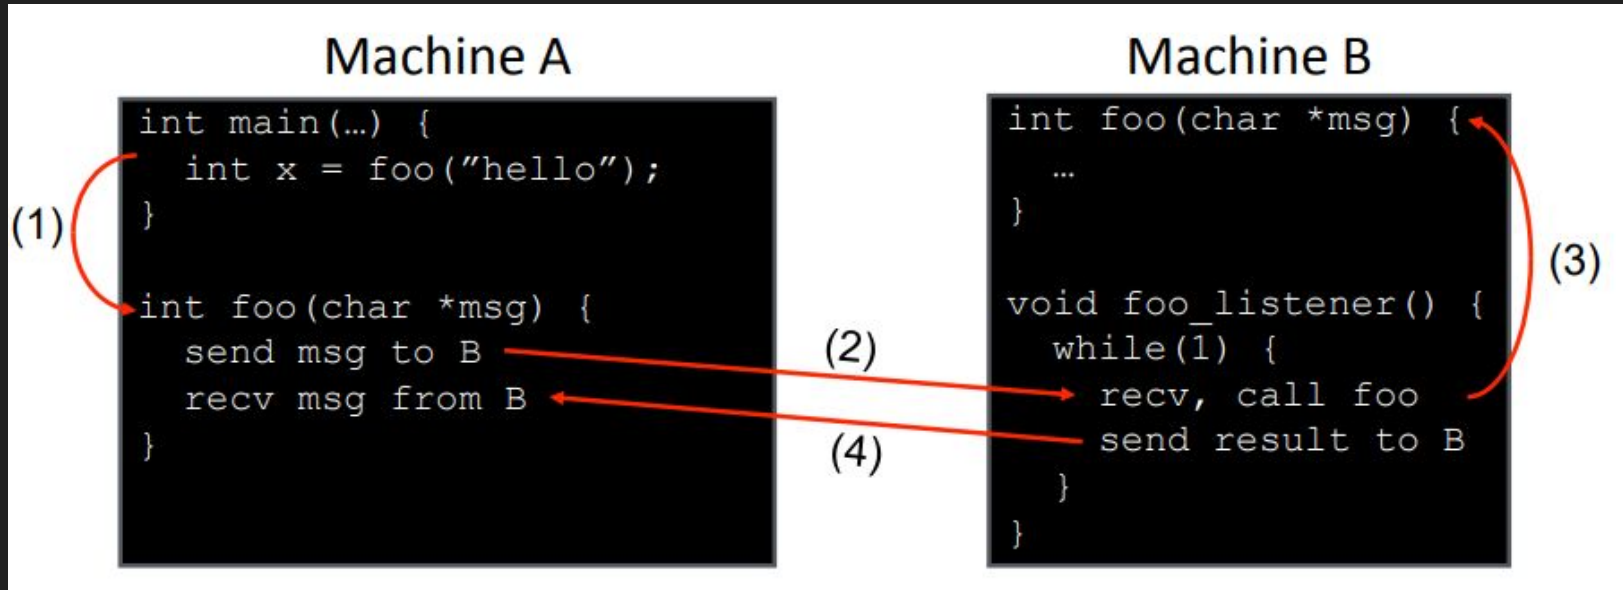 Machine A
int main(…) {
  int x = foo(”hello”);
}
int foo(char *msg) {
  send msg to B
  recv msg from B
}
(1)
(2)
(4)
Machine B
int foo(char *msg) {
  …
}
void foo_listener() {
  while(1) {
    recv, call foo
    send result to B
  }
}
(3)